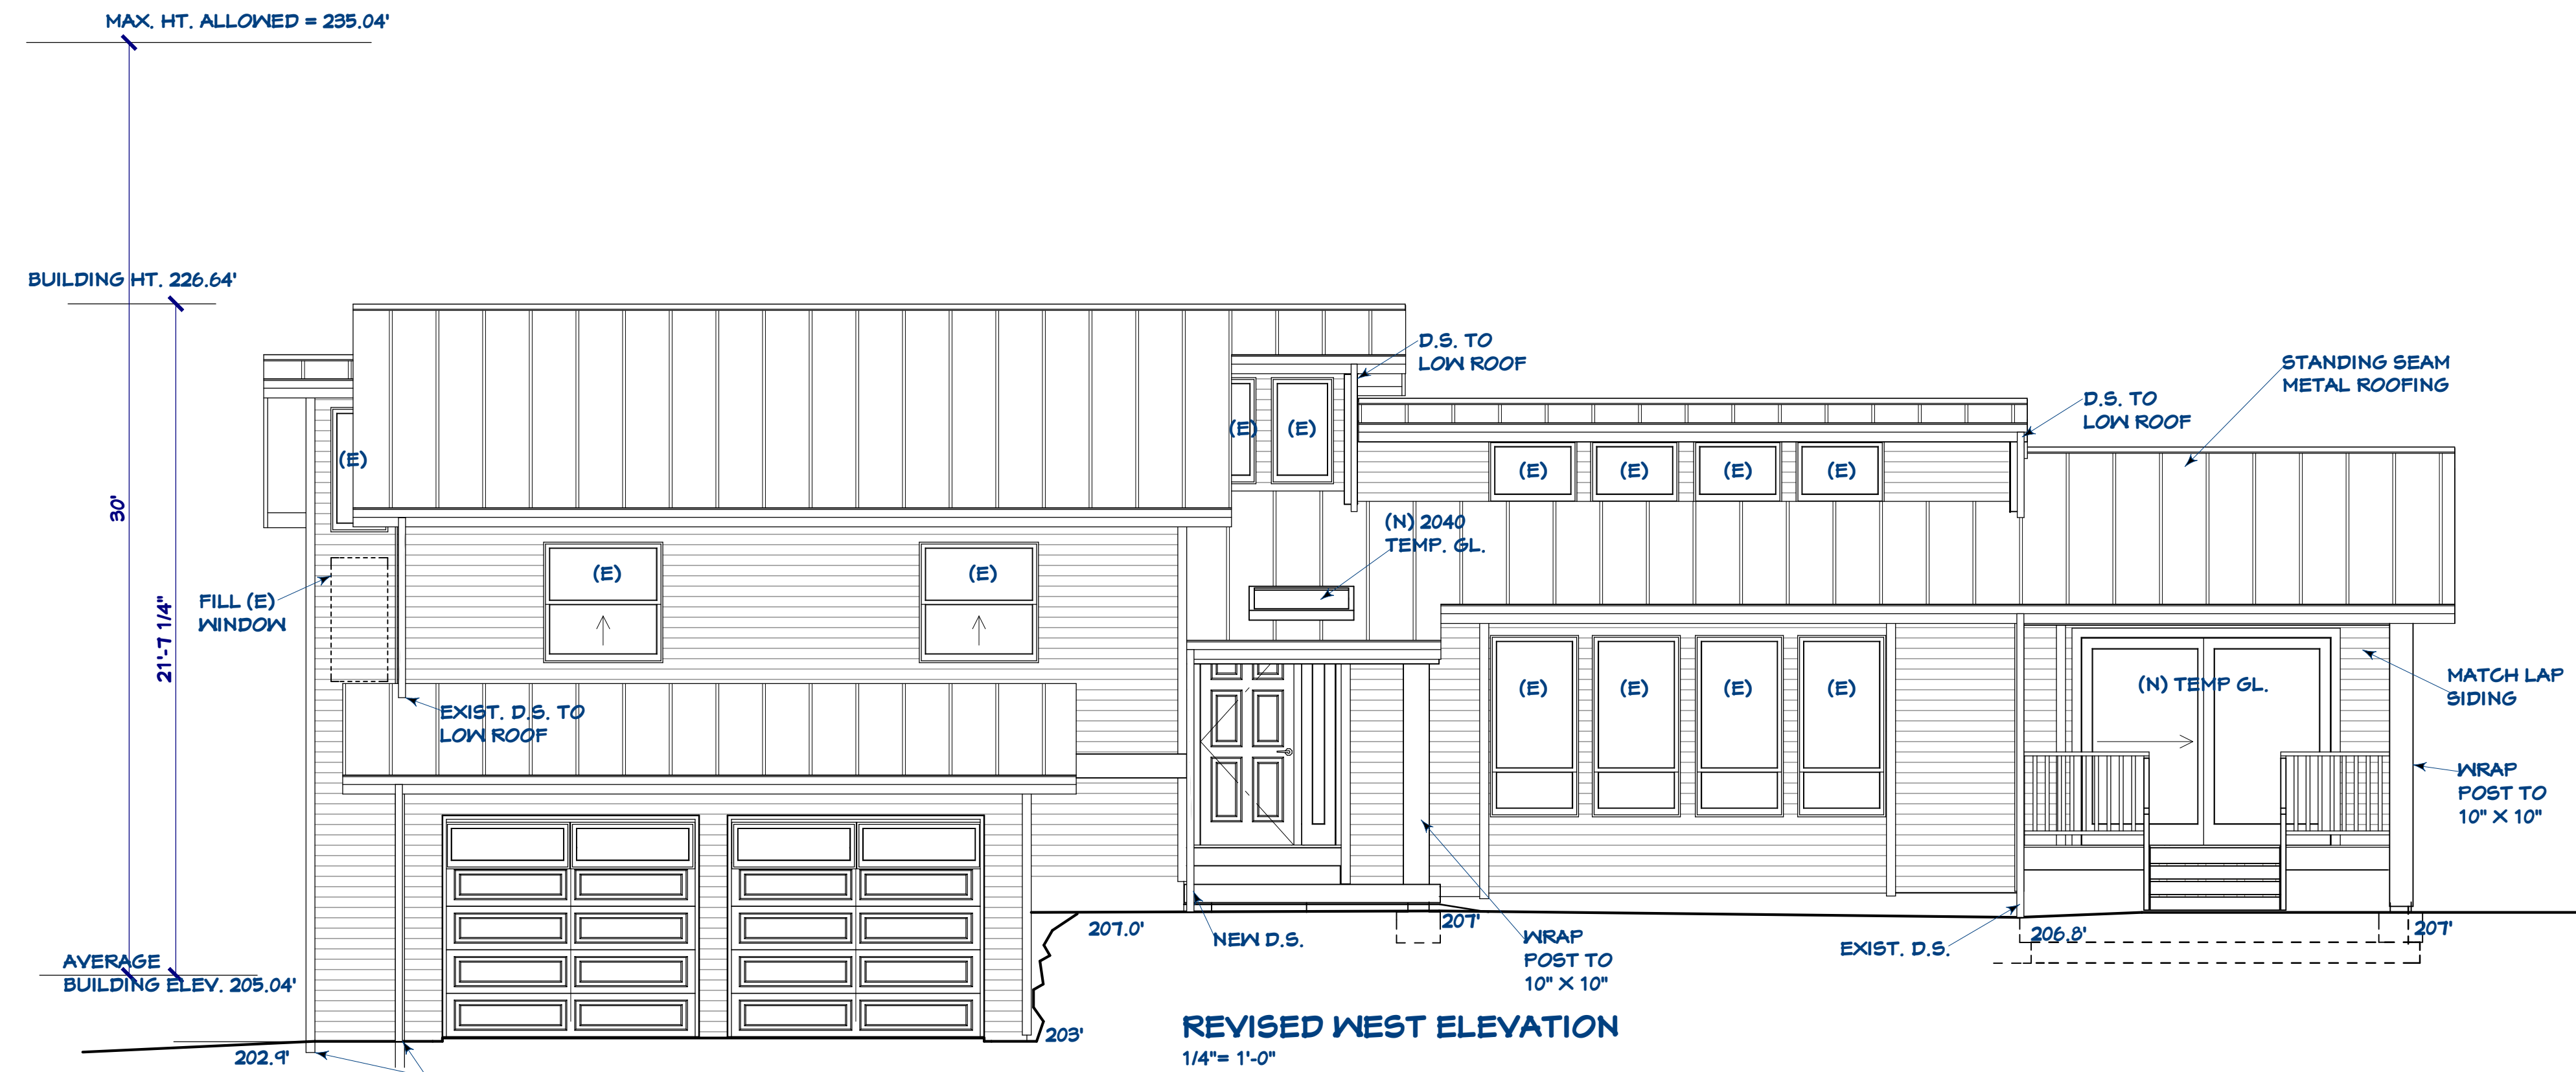 MAX. HT. ALLOWED = 235.04'
BUILDING HT. 226.64'
D.S. TO
LOW ROOF
STANDING SEAM
METAL ROOFING
D.S. TO
LOW ROOF
(E)
(E)
(E)
(E)
(E)
(E)
(E)
30'
(N) 2040
TEMP. GL.
(E)
(E)
FILL (E)
WINDOW
21'-7 1/4"
(E)
(E)
(E)
(E)
(N) TEMP GL.
MATCH LAP
SIDING
EXIST. D.S. TO
LOW ROOF
WRAP
POST TO
10" X 10"
207.0'
207'
206.8'
207'
NEW D.S.
WRAP
POST TO
10" X 10"
EXIST. D.S.
AVERAGE
BUILDING ELEV. 205.04'
203'
202.9'
REVISED WEST ELEVATION
1/4"= 1'-0"